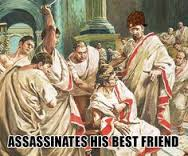 ASSASSINATES HIS BEST FRIEND